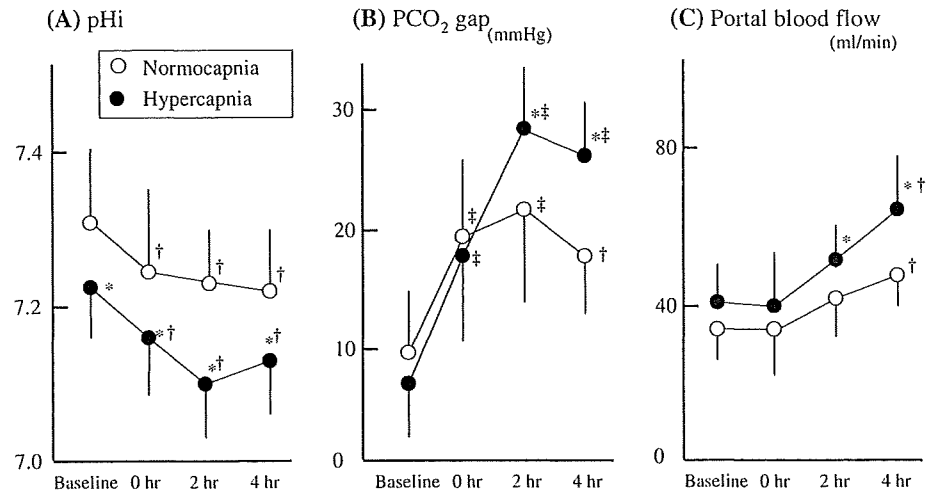 (A) pHi
Normocapnia
Hypercapnia
7.4
7.2
7.0
†
†
†
*
*†
*†
*†
Baseline 0 hr 2 hr 4 hr
(B) PCO₂ gap (mmHg)
30
20
10
0
*‡
*‡
‡
‡
‡
†
Baseline 0 hr 2 hr 4 hr
(C) Portal blood flow
(ml/min)
80
40
0
*†
*
†
Baseline 0 hr 2 hr 4 hr